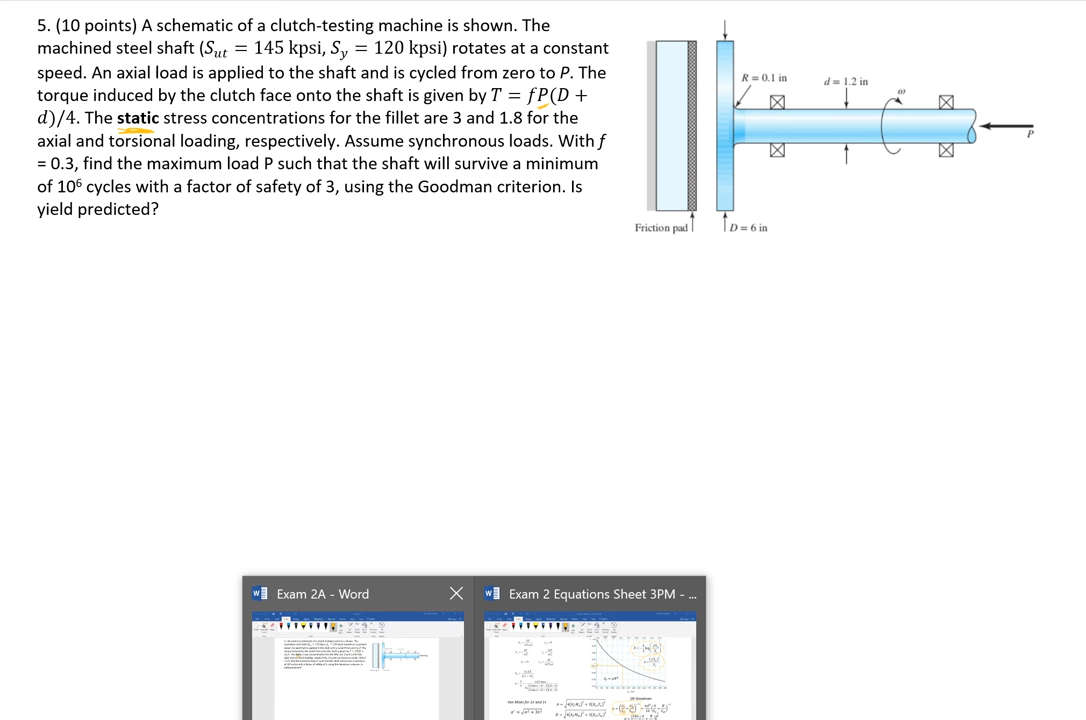 5. (10 points) A schematic of a clutch-testing machine is shown. The
machined steel shaft (S_ut = 145 kpsi, S_y = 120 kpsi) rotates at a constant
speed. An axial load is applied to the shaft and is cycled from zero to P. The
torque induced by the clutch face onto the shaft is given by T = fP(D +
d)/4. The static stress concentrations for the fillet are 3 and 1.8 for the
axial and torsional loading, respectively. Assume synchronous loads. With f
= 0.3, find the maximum load P such that the shaft will survive a minimum
of 10⁶ cycles with a factor of safety of 3, using the Goodman criterion. Is
yield predicted?
R = 0.1 in
d = 1.2 in
ω
P
Friction pad
D = 6 in
Exam 2A - Word
Exam 2 Equations Sheet 3PM - ...